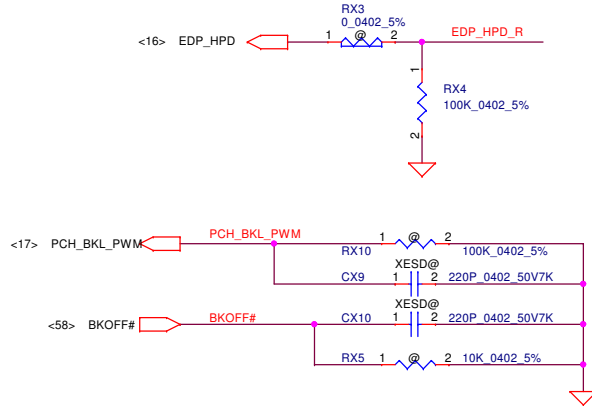 RX3
0_0402_5%
<16> EDP_HPD 1 @ 2 EDP_HPD_R
1
RX4
100K_0402_5%
2
<17> PCH_BKL_PWM PCH_BKL_PWM 1 @ 2
RX10 100K_0402_5%
XESD@
CX9 1 2 220P_0402_50V7K
XESD@
<58> BKOFF# BKOFF# CX10 1 2 220P_0402_50V7K
RX5 1 @ 2 10K_0402_5%